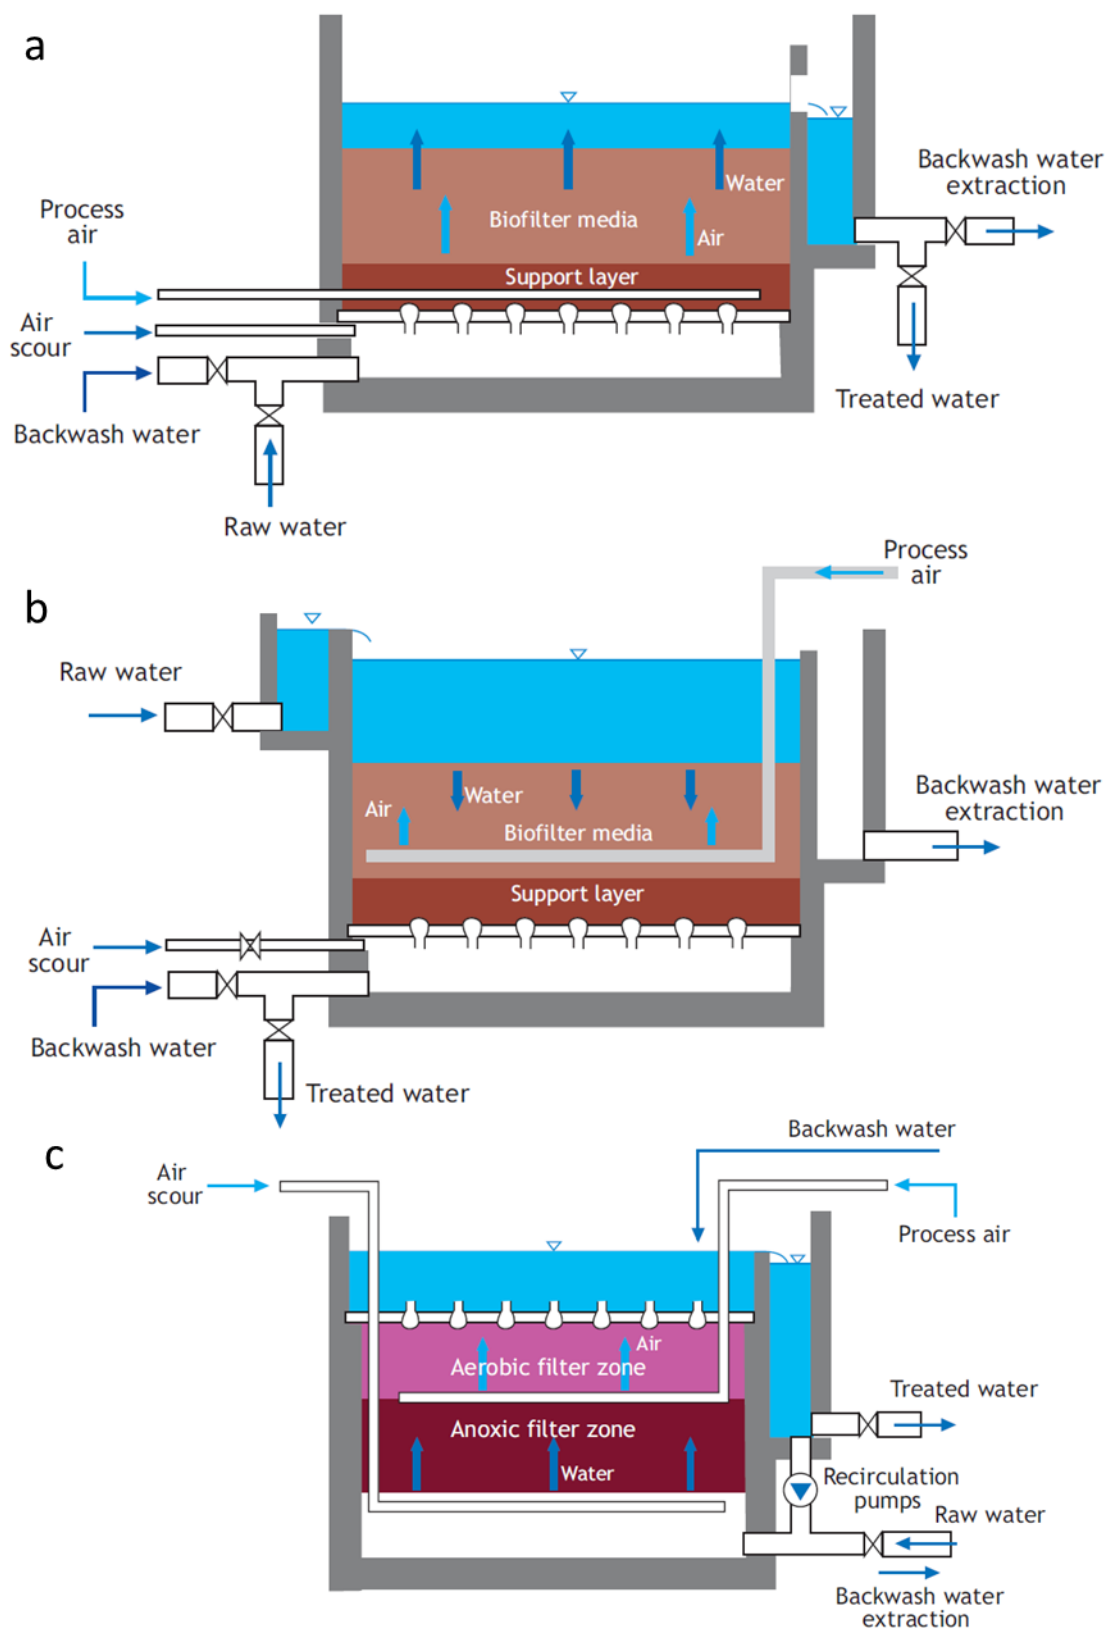 a
Backwash water
extraction
Water
Process
air
Biofilter media
Air
Support layer
Air
scour
Treated water
Backwash water
Raw water
Process
air
b
Raw water
Backwash water
extraction
Air
Water
Biofilter media
Support layer
Air
scour
Backwash water
Treated water
c
Backwash water
Air
scour
Process air
Air
Aerobic filter zone
Treated water
Anoxic filter zone
Water
Recirculation
pumps
Raw water
Backwash water
extraction